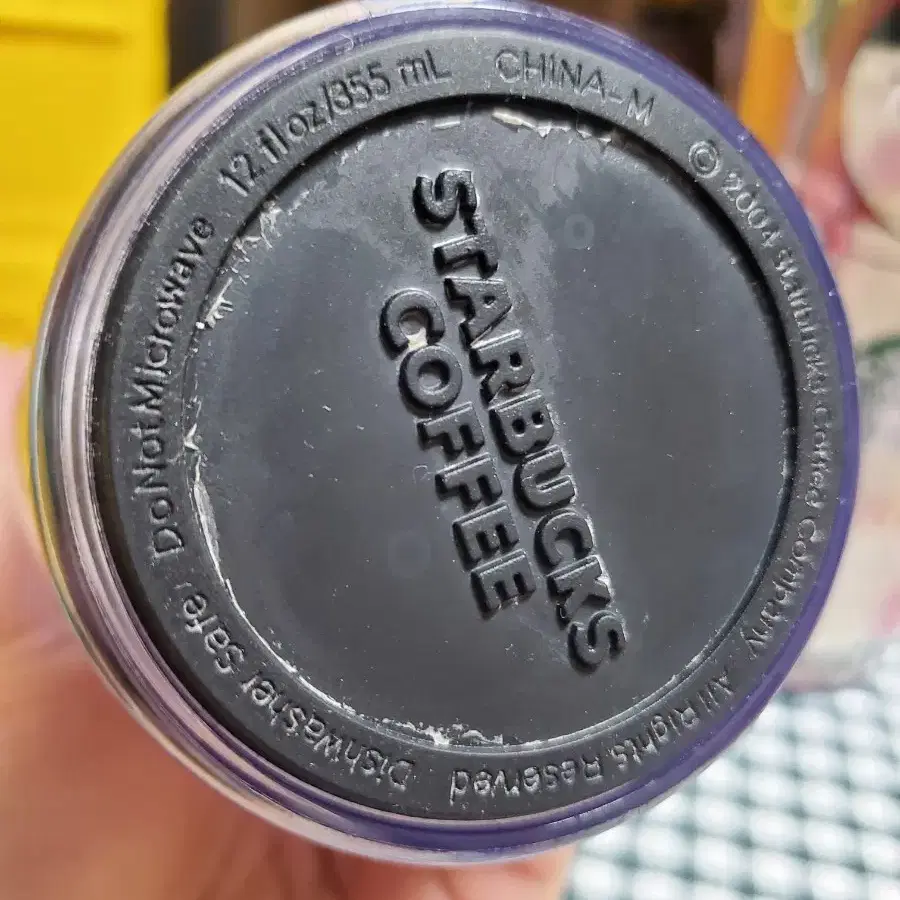 STARBUCKS
COFFEE
12 fl oz/355 mL CHINA-M © 2004 Starbucks Coffee Company. All Rights Reserved
Dishwasher Safe / Do Not Microwave